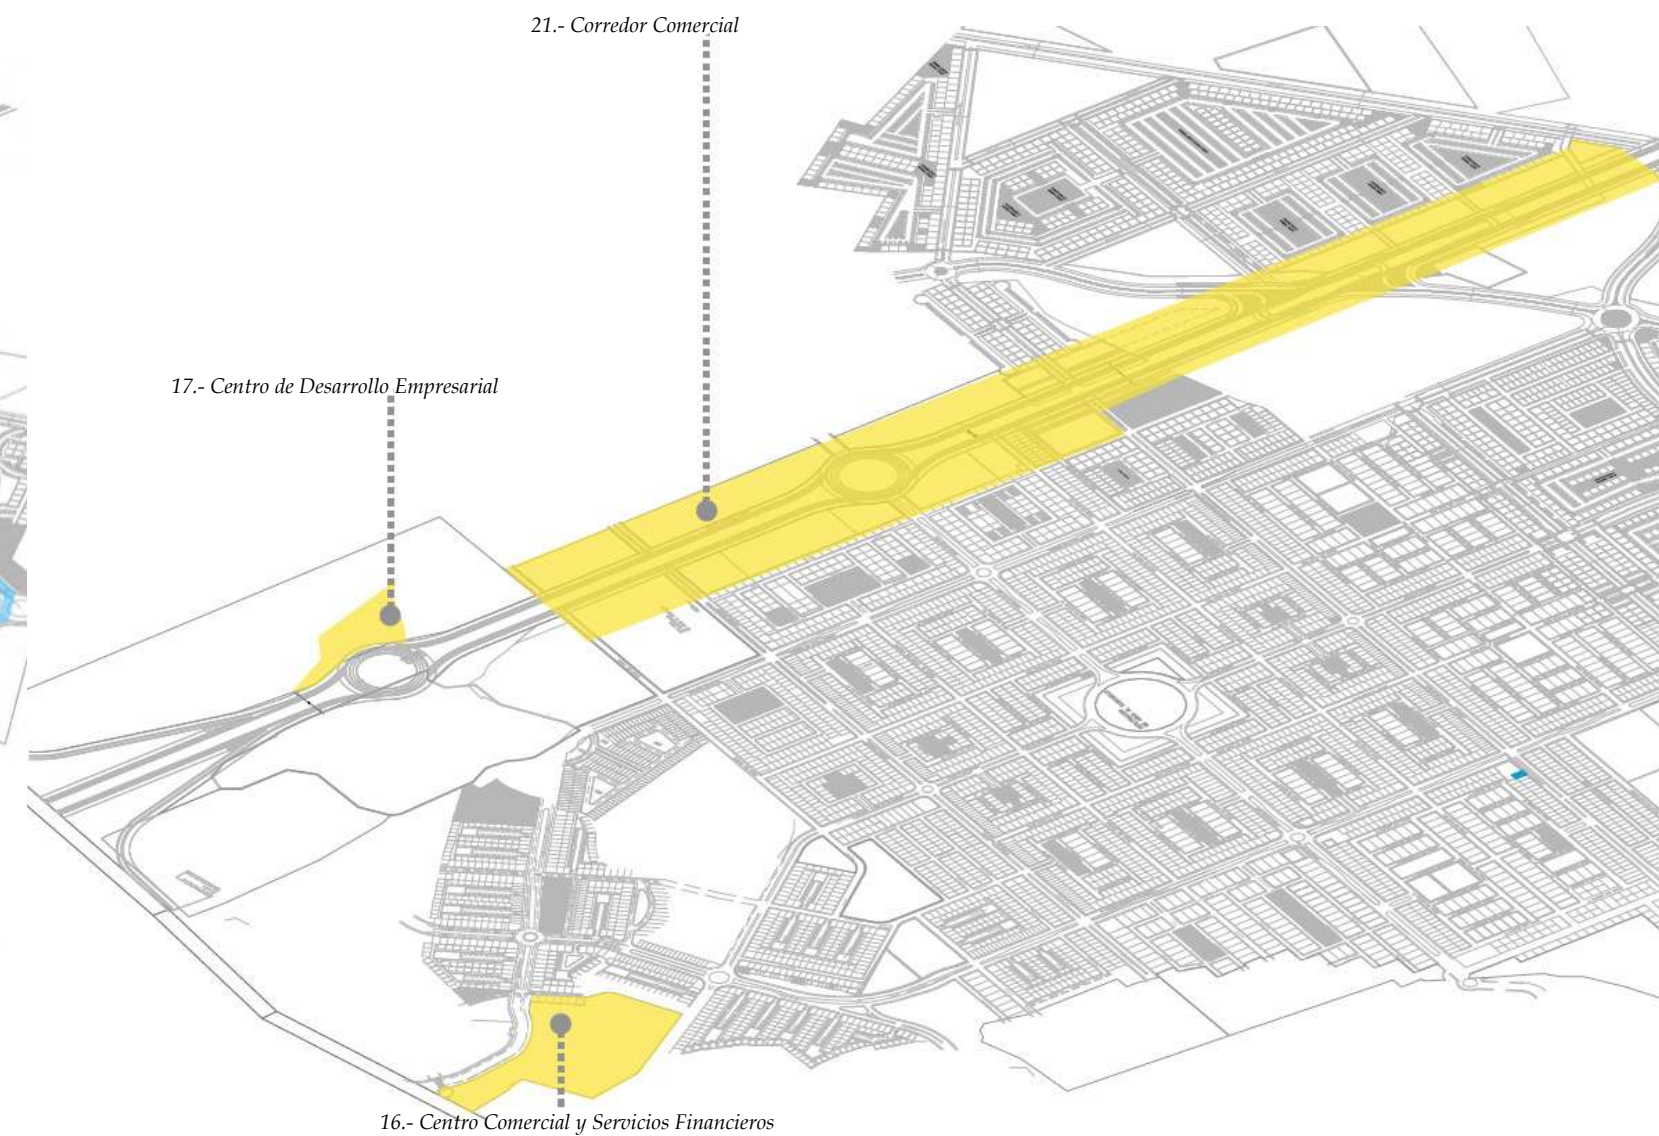 21.- Corredor Comercial
17.- Centro de Desarrollo Empresarial
16.- Centro Comercial y Servicios Financieros